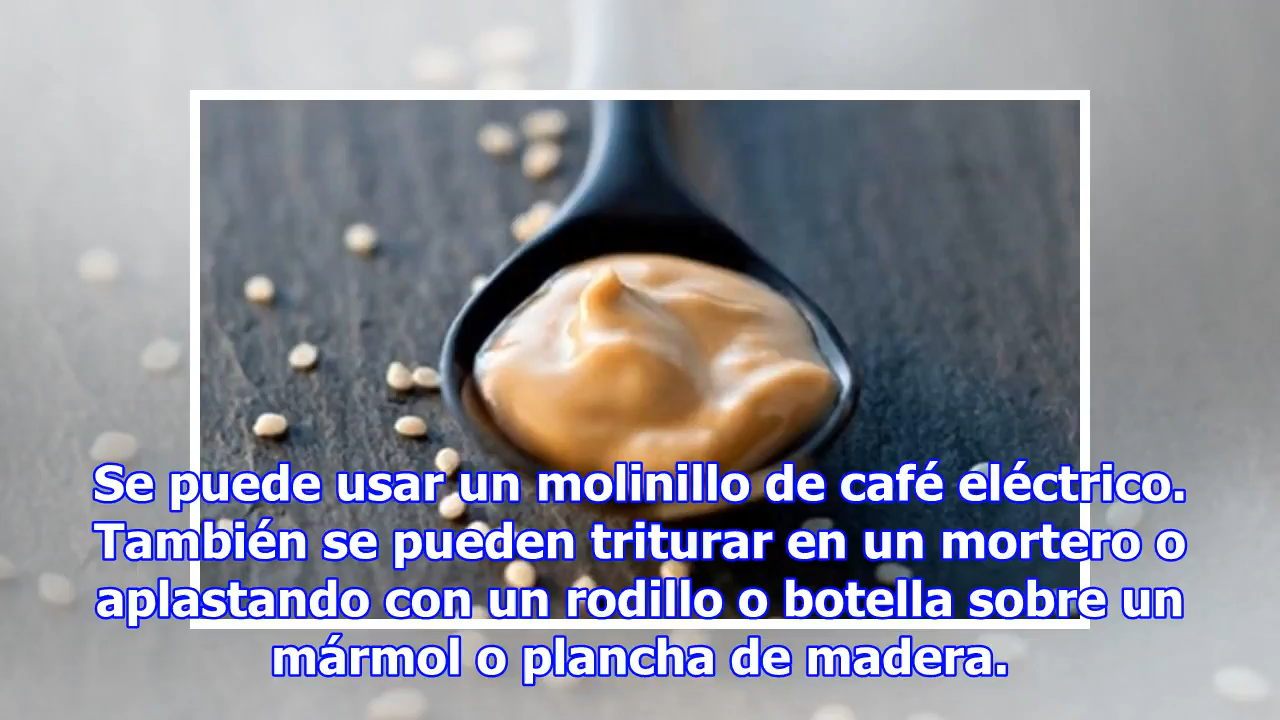 Se puede usar un molinillo de café eléctrico.
También se pueden triturar en un mortero o
aplastando con un rodillo o botella sobre un
mármol o plancha de madera.